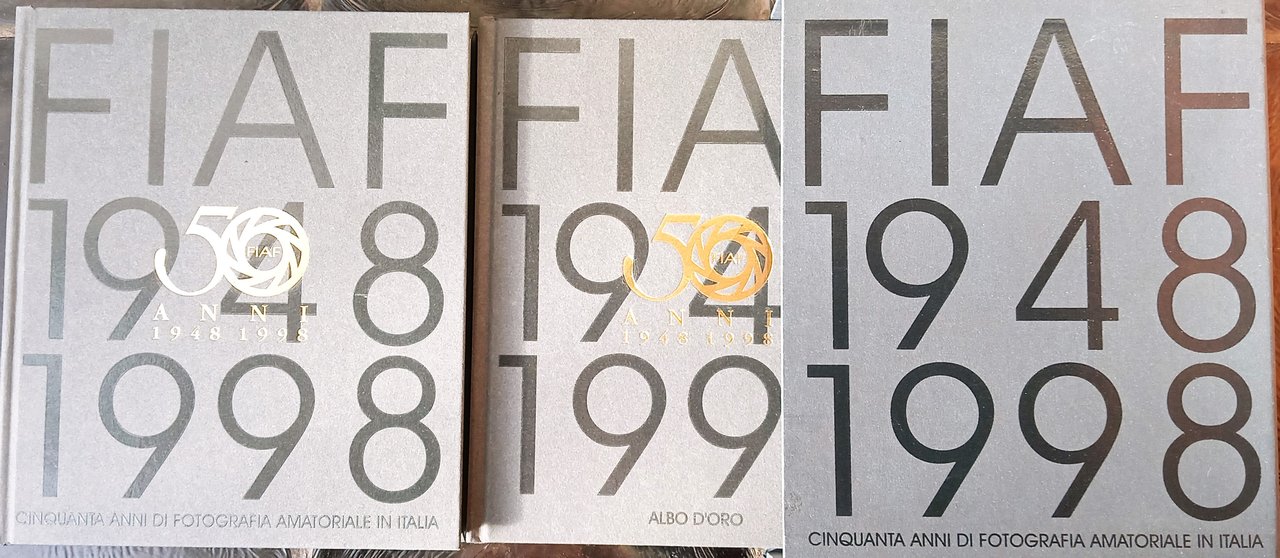 FIAF
1948
50
FIAF
ANNI
1948 1998
1998
CINQUANTA ANNI DI FOTOGRAFIA AMATORIALE IN ITALIA
FIA
194
50
FIAF
ANNI
1948 1998
199
ALBO D'ORO
FIAF
1948
1998
CINQUANTA ANNI DI FOTOGRAFIA AMATORIALE IN ITALIA